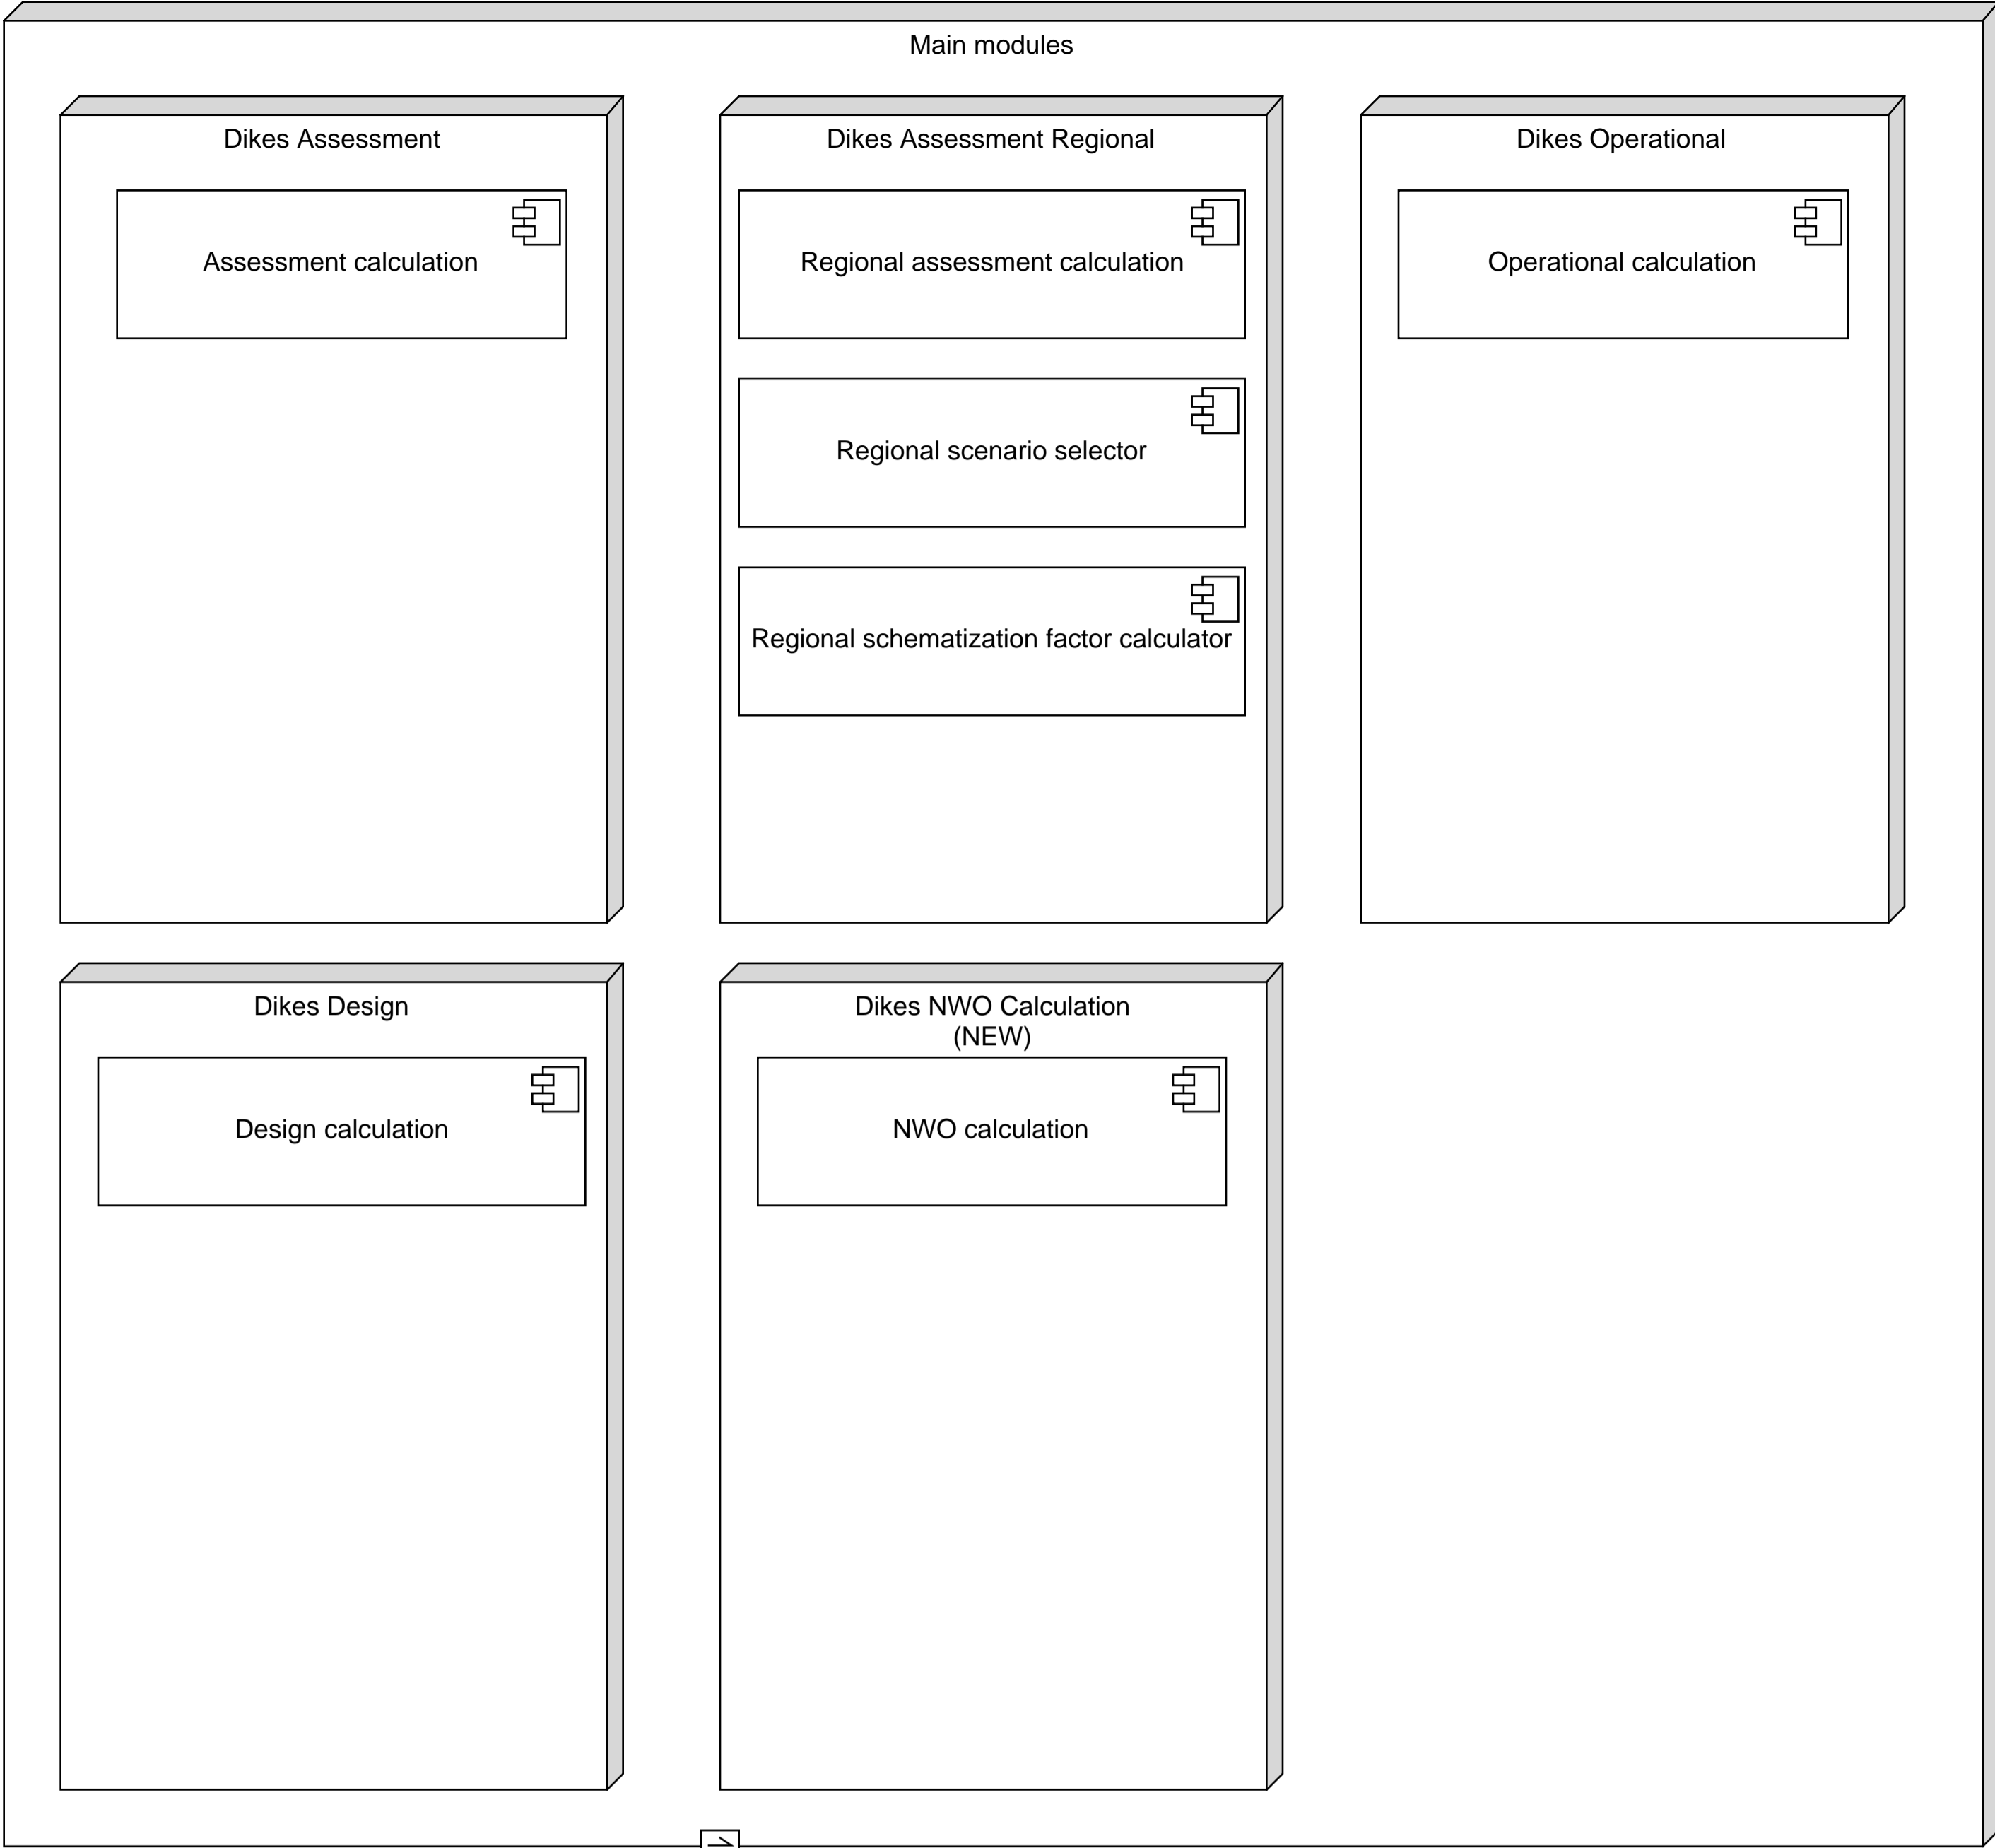 Main modules
Dikes Assessment
Assessment calculation
Dikes Assessment Regional
Regional assessment calculation
Regional scenario selector
Regional schematization factor calculator
Dikes Operational
Operational calculation
Dikes Design
Design calculation
Dikes NWO Calculation
(NEW)
NWO calculation